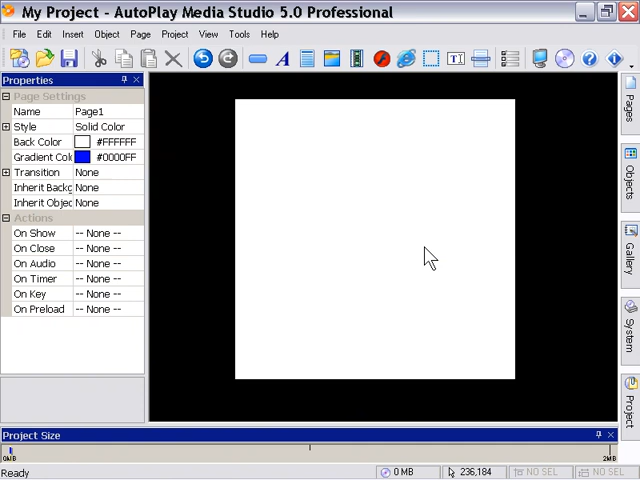 My Project - AutoPlay Media Studio 5.0 Professional
File Edit Insert Object Page Project View Tools Help
Properties
Page Settings
Name Page1
Style Solid Color
Back Color #FFFFFF
Gradient Col #0000FF
Transition None
Inherit Backg None
Inherit Objec None
Actions
On Show -- None --
On Close -- None --
On Audio -- None --
On Timer -- None --
On Key -- None --
On Preload -- None --
Pages
Objects
Gallery
System
Project
Project Size
0MB 2MB
Ready 0 MB 236,184 NO SEL NO SEL